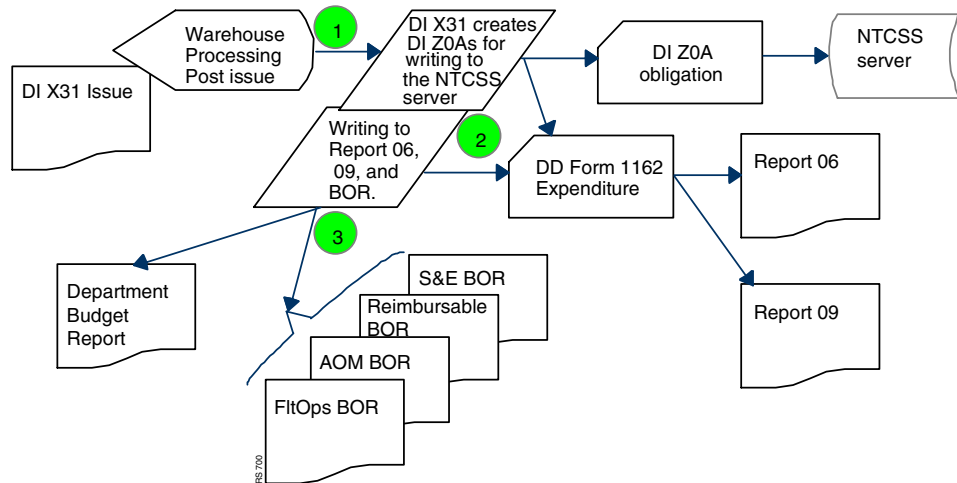 DI X31 Issue
Warehouse
Processing
Post issue
1
DI X31 creates
DI Z0As for
writing to
the NTCSS
server
DI Z0A
obligation
NTCSS
server
Writing to
Report 06,
09, and
BOR.
2
DD Form 1162
Expenditure
Report 06
Report 09
3
Department
Budget
Report
S&E BOR
Reimbursable
BOR
AOM BOR
FltOps BOR
RS 700